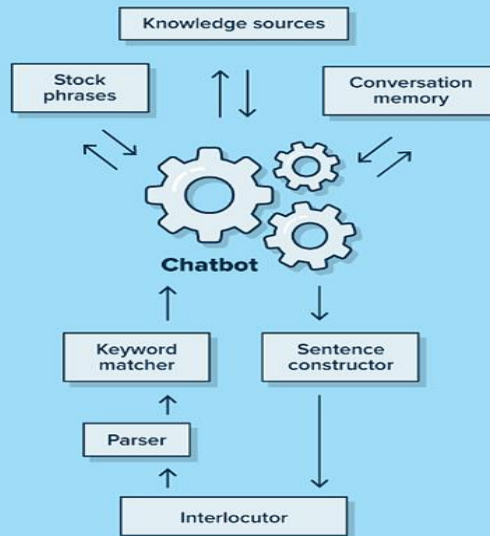 Knowledge sources
Stock
phrases
Conversation
memory
Chatbot
Keyword
matcher
Sentence
constructor
Parser
Interlocutor